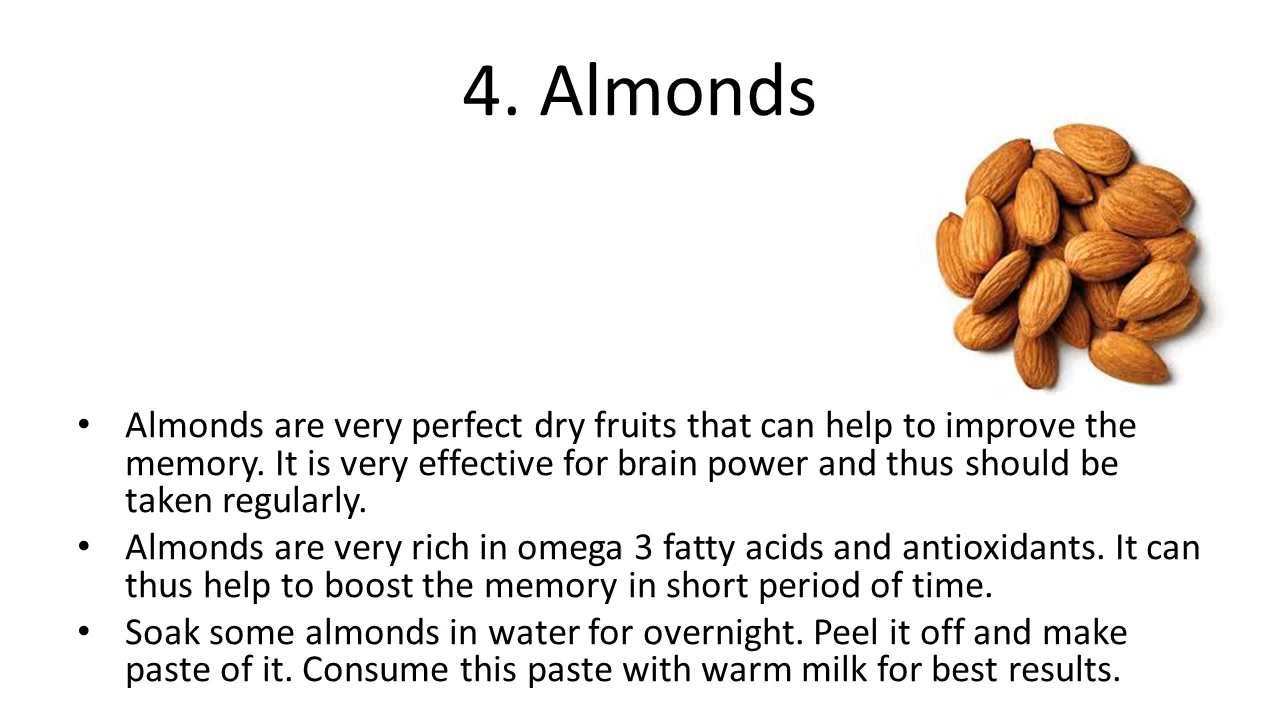 4. Almonds
• Almonds are very perfect dry fruits that can help to improve the
memory. It is very effective for brain power and thus should be
taken regularly.
• Almonds are very rich in omega 3 fatty acids and antioxidants. It can
thus help to boost the memory in short period of time.
• Soak some almonds in water for overnight. Peel it off and make
paste of it. Consume this paste with warm milk for best results.